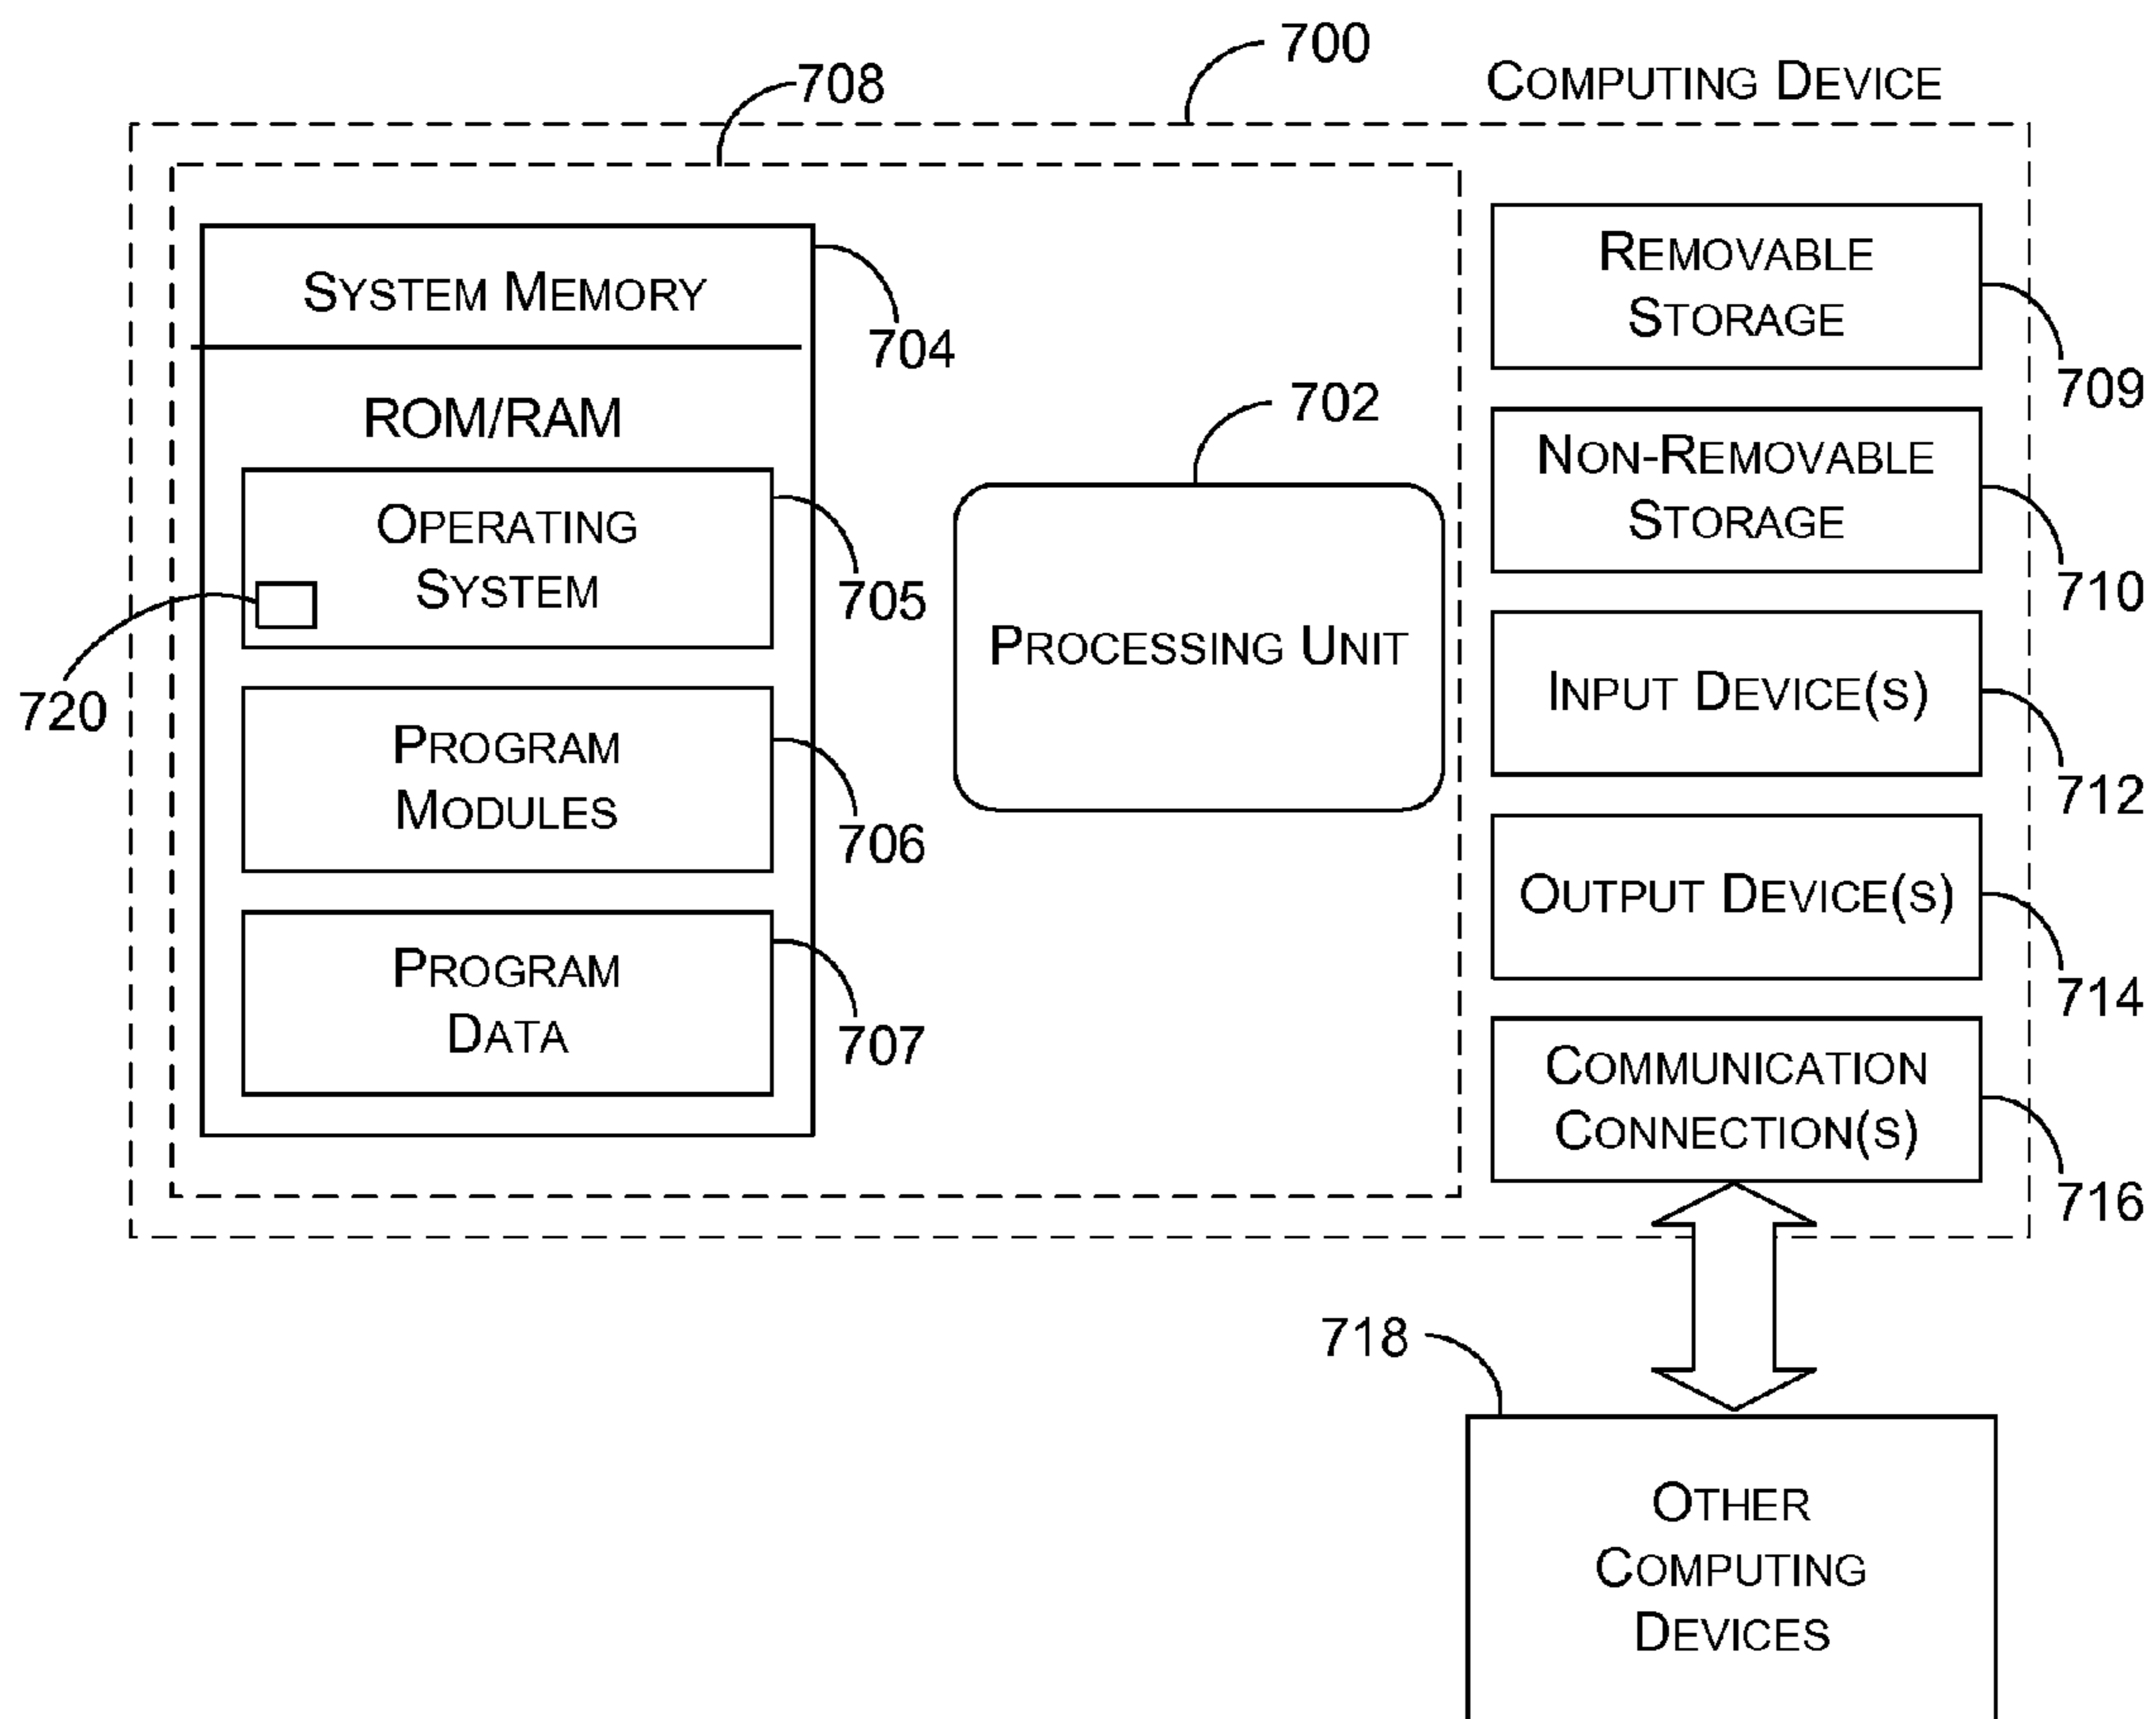 700
COMPUTING DEVICE
708
SYSTEM MEMORY
704
ROM/RAM
OPERATING
SYSTEM
705
720
PROGRAM
MODULES
706
PROGRAM
DATA
707
702
PROCESSING UNIT
REMOVABLE
STORAGE
709
NON-REMOVABLE
STORAGE
710
INPUT DEVICE(S)
712
OUTPUT DEVICE(S)
714
COMMUNICATION
CONNECTION(S)
716
718
OTHER
COMPUTING
DEVICES